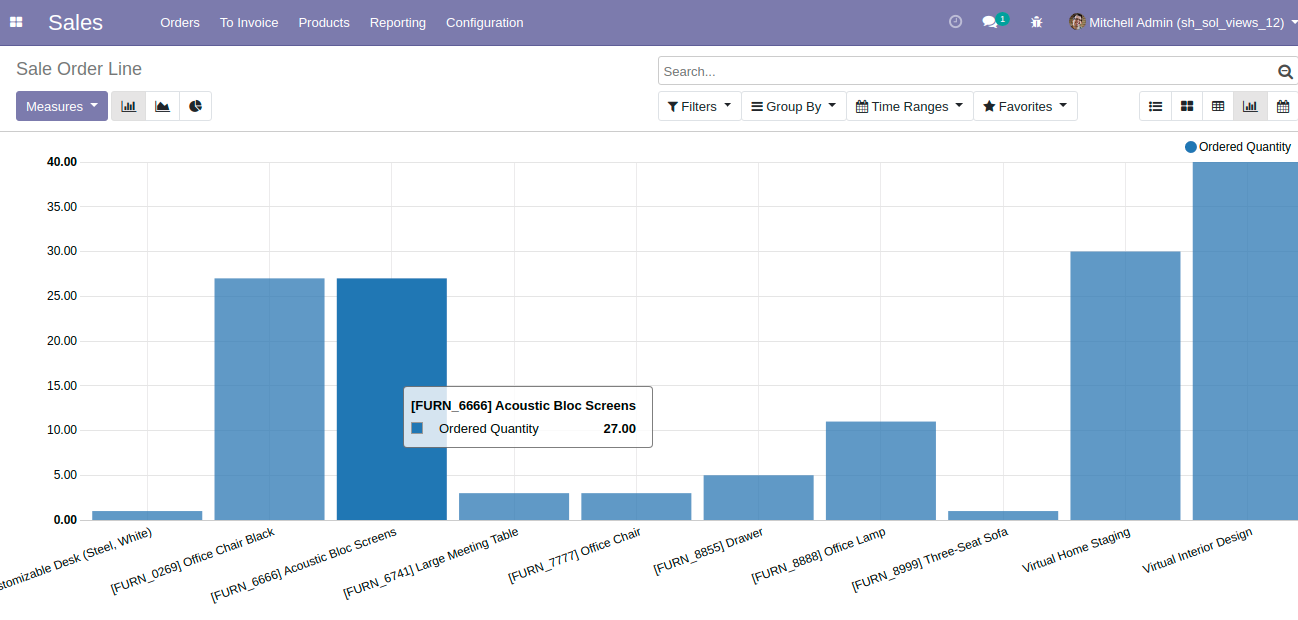 Sales Orders To Invoice Products Reporting Configuration 1 Mitchell Admin (sh_sol_views_12)
Sale Order Line
Search...
Measures Filters Group By Time Ranges Favorites
Ordered Quantity
40.00
35.00
30.00
25.00
20.00
15.00
10.00
5.00
0.00
[FURN_6666] Acoustic Bloc Screens
Ordered Quantity 27.00
stomizable Desk (Steel, White)
[FURN_0269] Office Chair Black
[FURN_6666] Acoustic Bloc Screens
[FURN_6741] Large Meeting Table
[FURN_7777] Office Chair
[FURN_8855] Drawer
[FURN_8888] Office Lamp
[FURN_8999] Three-Seat Sofa
Virtual Home Staging
Virtual Interior Design